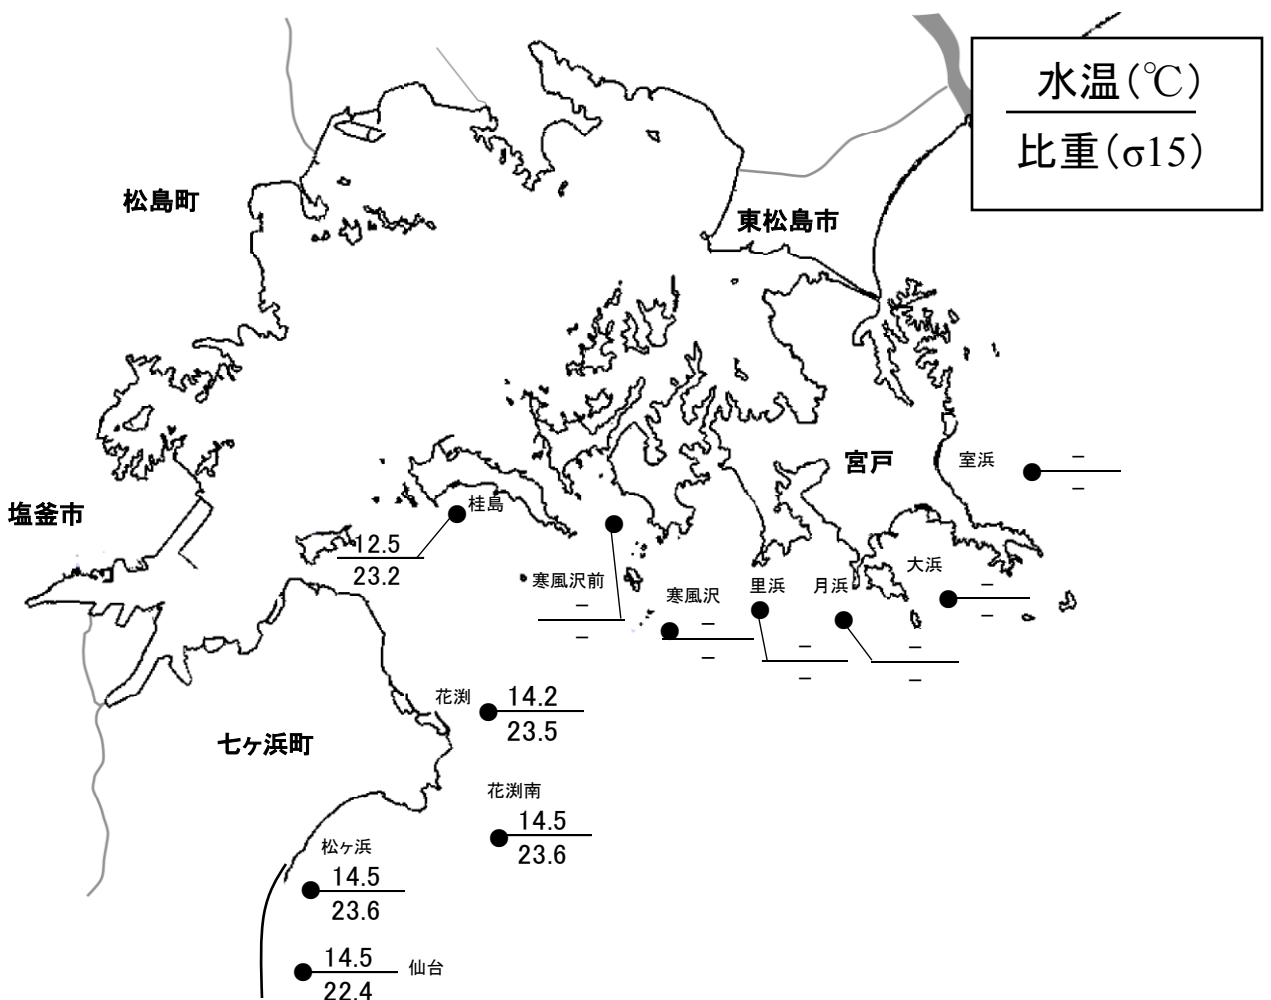 水温(℃)
比重(σ15)
松島町
東松島市
宮戸
室浜
–
–
塩釜市
桂島
12.5
23.2
寒風沢前
–
–
寒風沢
–
–
里浜
–
–
月浜
–
–
大浜
–
–
花渕
14.2
23.5
七ヶ浜町
花渕南
14.5
23.6
松ヶ浜
14.5
23.6
14.5
仙台
22.4